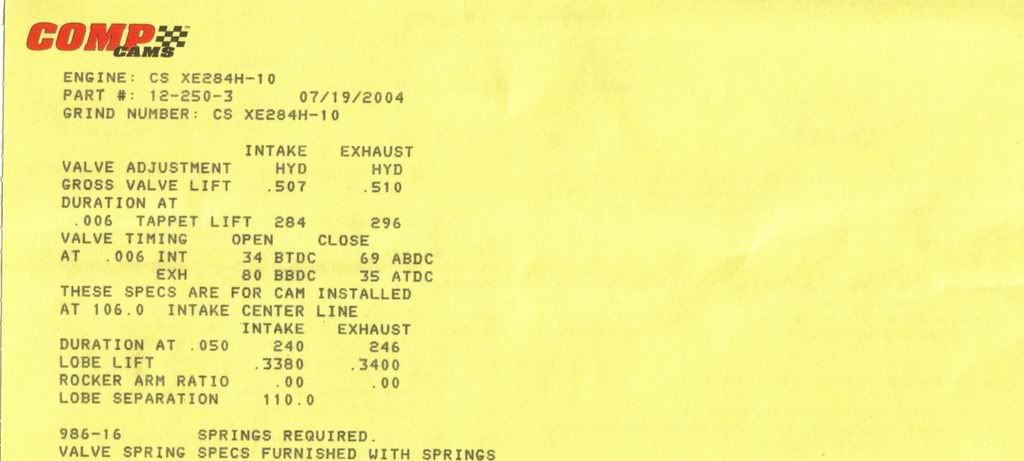 COMP
CAMS
ENGINE: CS XE284H-10
PART #: 12-250-3 07/19/2004
GRIND NUMBER: CS XE284H-10
INTAKE EXHAUST
VALVE ADJUSTMENT HYD HYD
GROSS VALVE LIFT .507 .510
DURATION AT
.006 TAPPET LIFT 284 296
VALVE TIMING OPEN CLOSE
AT .006 INT 34 BTDC 69 ABDC
EXH 80 BBDC 35 ATDC
THESE SPECS ARE FOR CAM INSTALLED
AT 106.0 INTAKE CENTER LINE
INTAKE EXHAUST
DURATION AT .050 240 246
LOBE LIFT .3380 .3400
ROCKER ARM RATIO .00 .00
LOBE SEPARATION 110.0
986-16 SPRINGS REQUIRED.
VALVE SPRING SPECS FURNISHED WITH SPRINGS